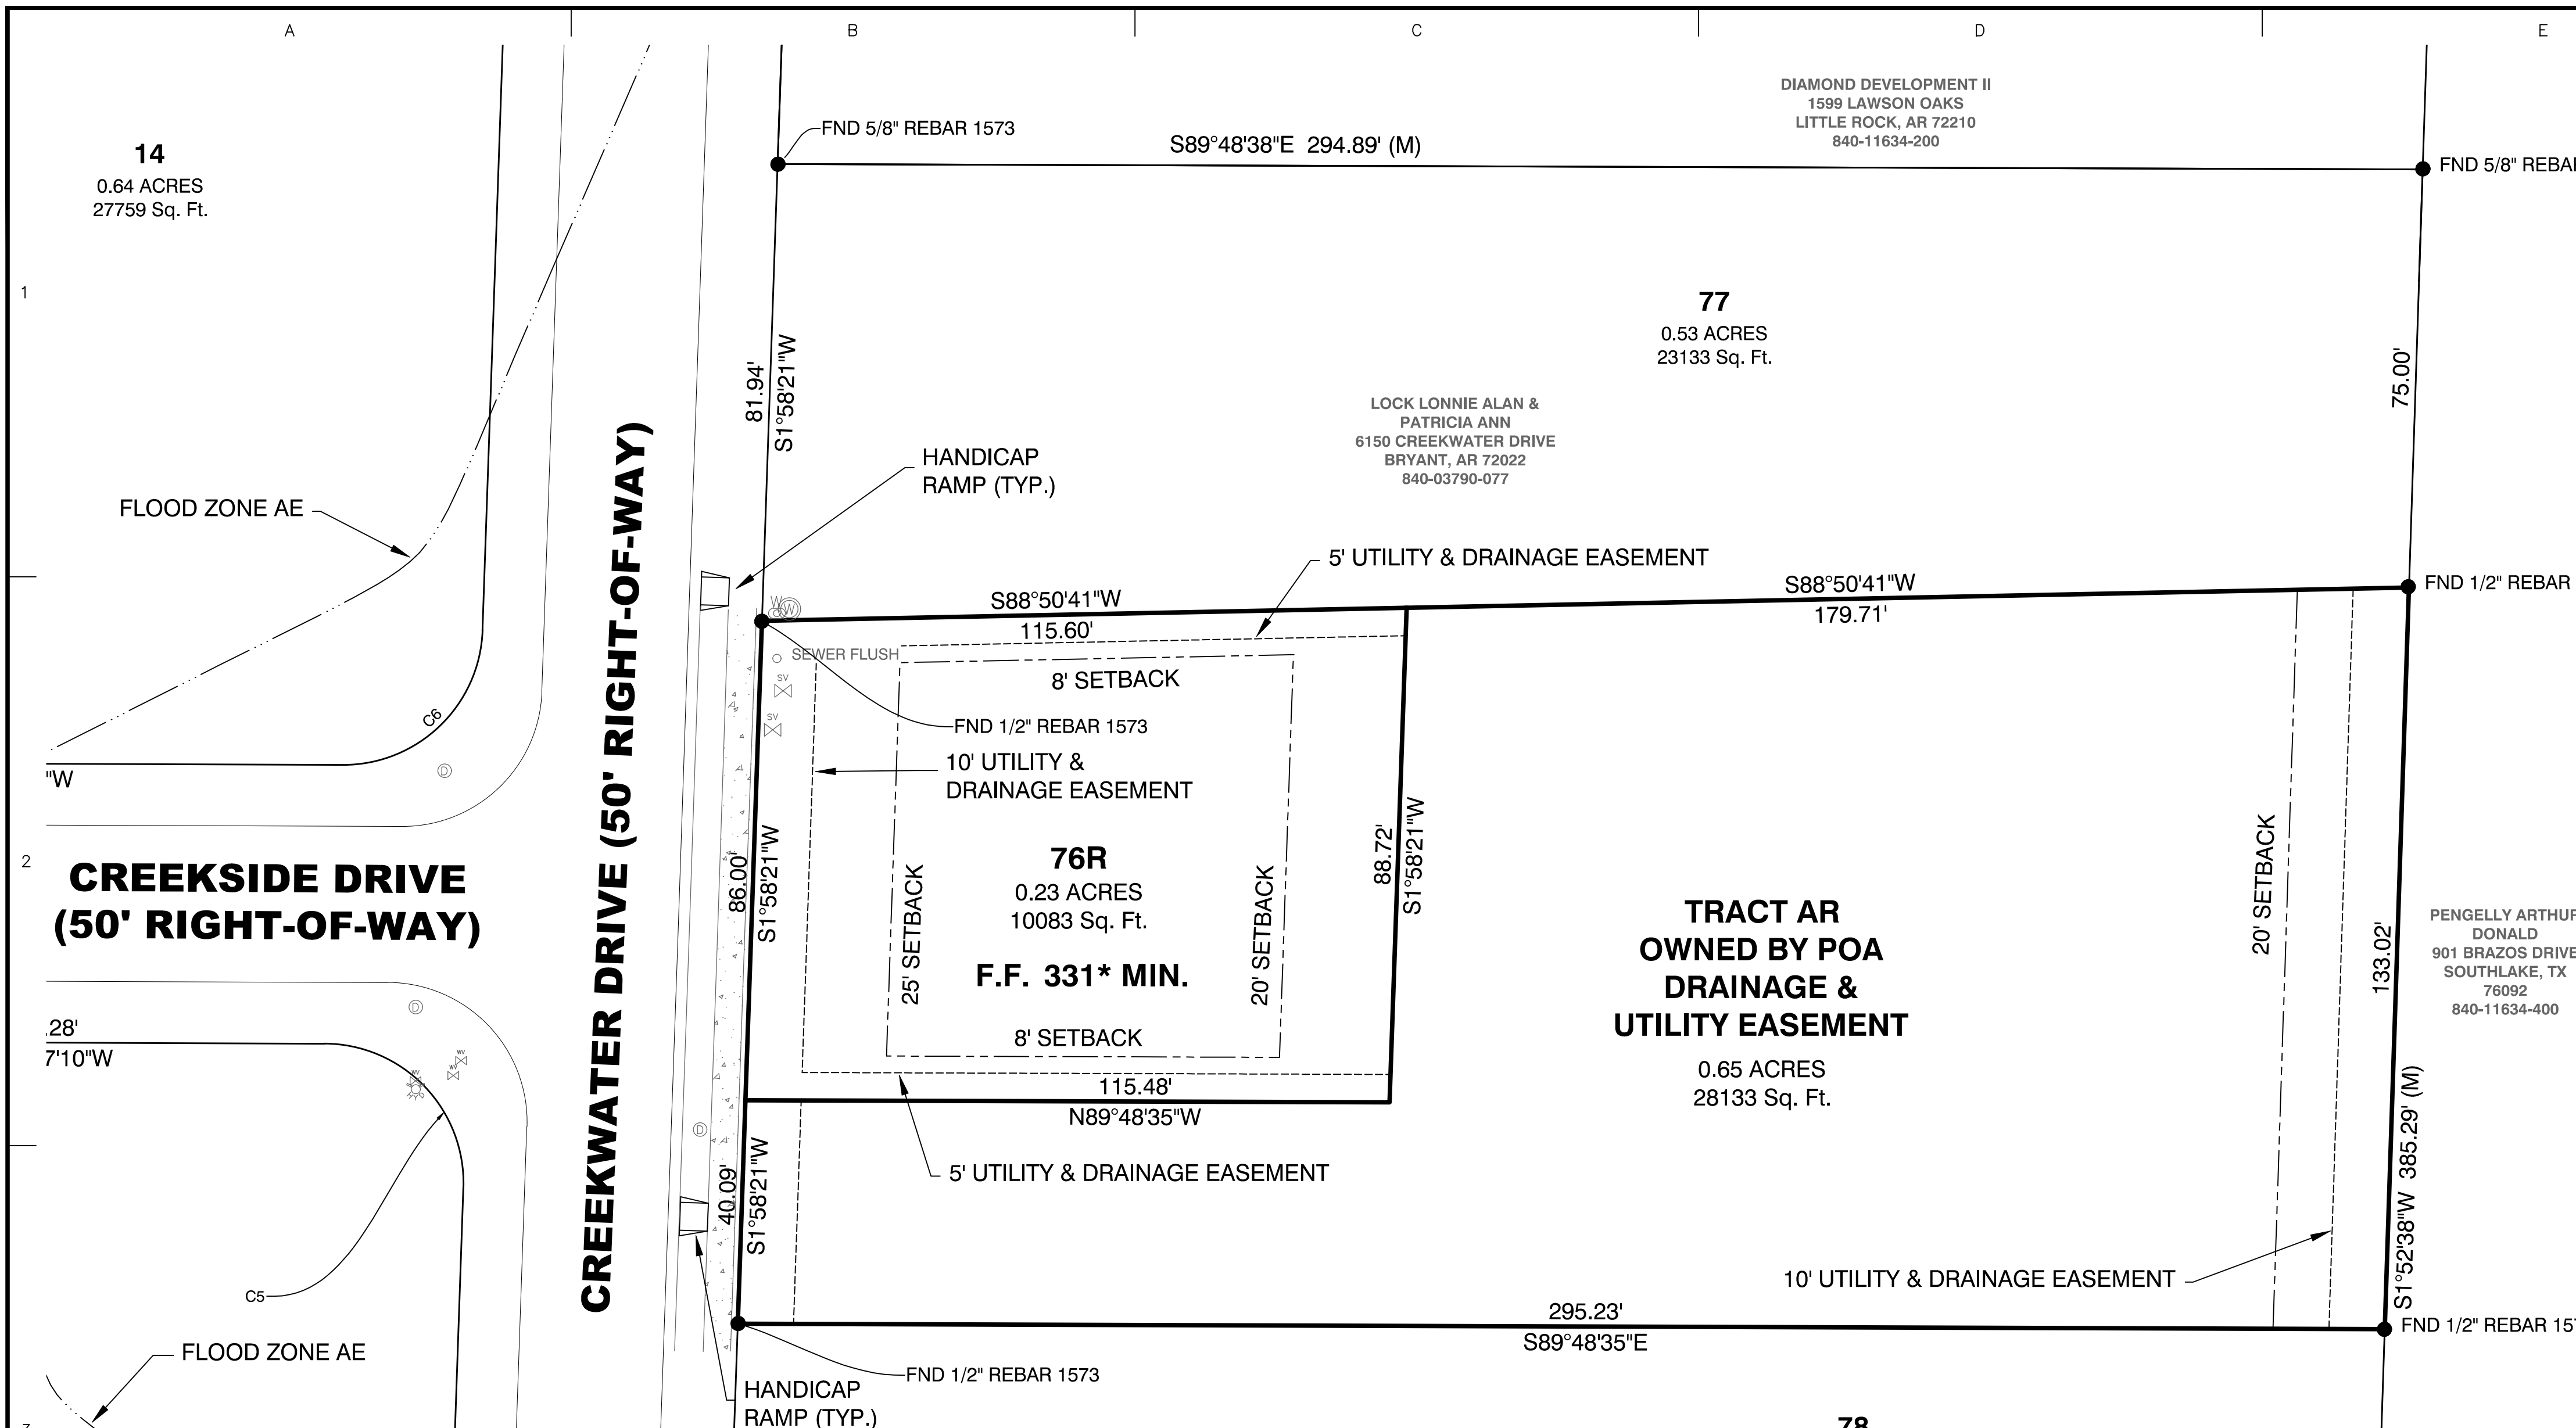 A
B
C
D
E
1
2
DIAMOND DEVELOPMENT II
1599 LAWSON OAKS
LITTLE ROCK, AR 72210
840-11634-200
14
0.64 ACRES
27759 Sq. Ft.
FND 5/8" REBAR 1573
S89°48'38"E 294.89' (M)
FND 5/8"
77
0.53 ACRES
23133 Sq. Ft.
81.94'
S1°58'21"W
75.00'
LOCK LONNIE ALAN &
PATRICIA ANN
6150 CREEKWATER DRIVE
BRYANT, AR 72022
840-03790-077
HANDICAP
RAMP (TYP.)
FLOOD ZONE AE
CREEKWATER DRIVE (50' RIGHT-OF-WAY)
5' UTILITY & DRAINAGE EASEMENT
S88°50'41"W
115.60'
S88°50'41"W
179.71'
FND 1/2" REBAR
W
W
SEWER FLUSH
SV
SV
8' SETBACK
FND 1/2" REBAR 1573
10' UTILITY &
DRAINAGE EASEMENT
C6
D
"W
CREEKSIDE DRIVE
(50' RIGHT-OF-WAY)
86.00'
S1°58'21"W
25' SETBACK
76R
0.23 ACRES
10083 Sq. Ft.
F.F. 331* MIN.
20' SETBACK
8' SETBACK
88.72'
S1°58'21"W
TRACT AR
OWNED BY POA
DRAINAGE &
UTILITY EASEMENT
0.65 ACRES
28133 Sq. Ft.
20' SETBACK
133.02'
S1°52'38"W 385.29' (M)
PENGELLY ARTHUR
DONALD
901 BRAZOS DRIVE
SOUTHLAKE, TX
76092
840-11634-400
.28'
7'10"W
D
WV
WV
WV
D
115.48'
N89°48'35"W
40.09'
S1°58'21"W
5' UTILITY & DRAINAGE EASEMENT
10' UTILITY & DRAINAGE EASEMENT
C5
295.23'
S89°48'35"E
FND 1/2" REBAR
FLOOD ZONE AE
FND 1/2" REBAR 1573
HANDICAP
RAMP (TYP.)
78